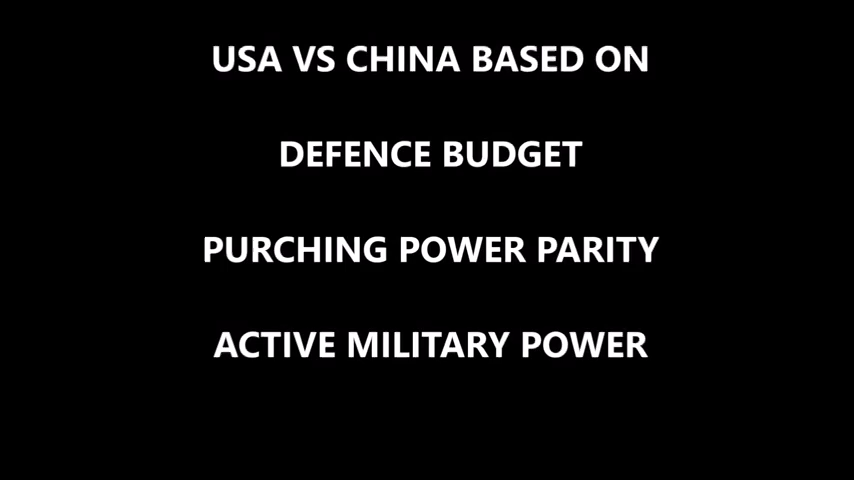 USA VS CHINA BASED ON
DEFENCE BUDGET
PURCHING POWER PARITY
ACTIVE MILITARY POWER